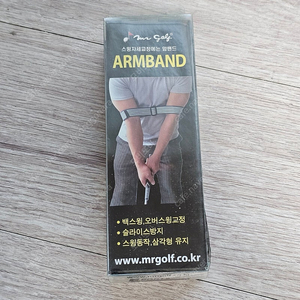 mr golf
스윙자세교정에는 암밴드
ARMBAND
• 백스윙,오버스윙교정
• 슬라이스방지
• 스윙동작,삼각형 유지
www.mrgolf.co.kr